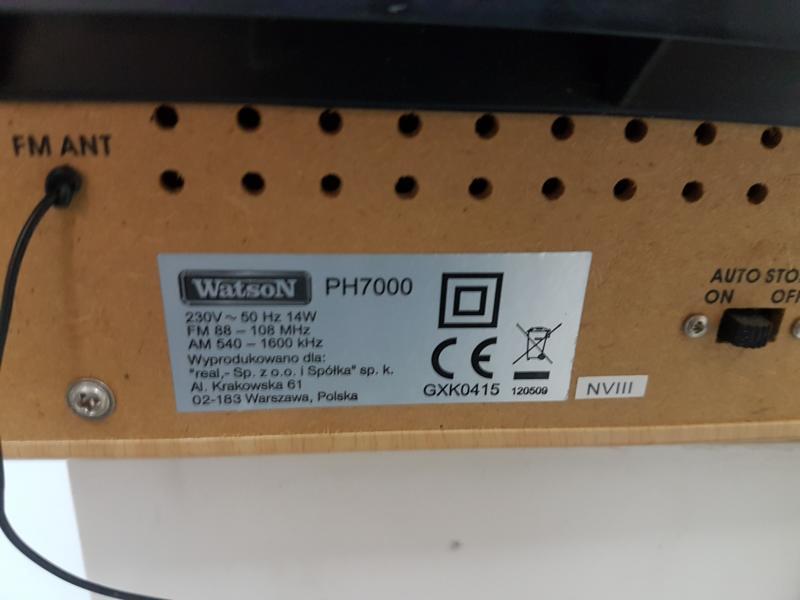 FM ANT
WatsoN PH7000
230V ~ 50 Hz 14W
FM 88 – 108 MHz
AM 540 – 1600 kHz
Wyprodukowano dla:
"real,- Sp. z o.o. i Spółka" sp. k.
Al. Krakowska 61
02-183 Warszawa, Polska
CE
GXK0415 120509
NVIII
AUTO STO
ON OFF